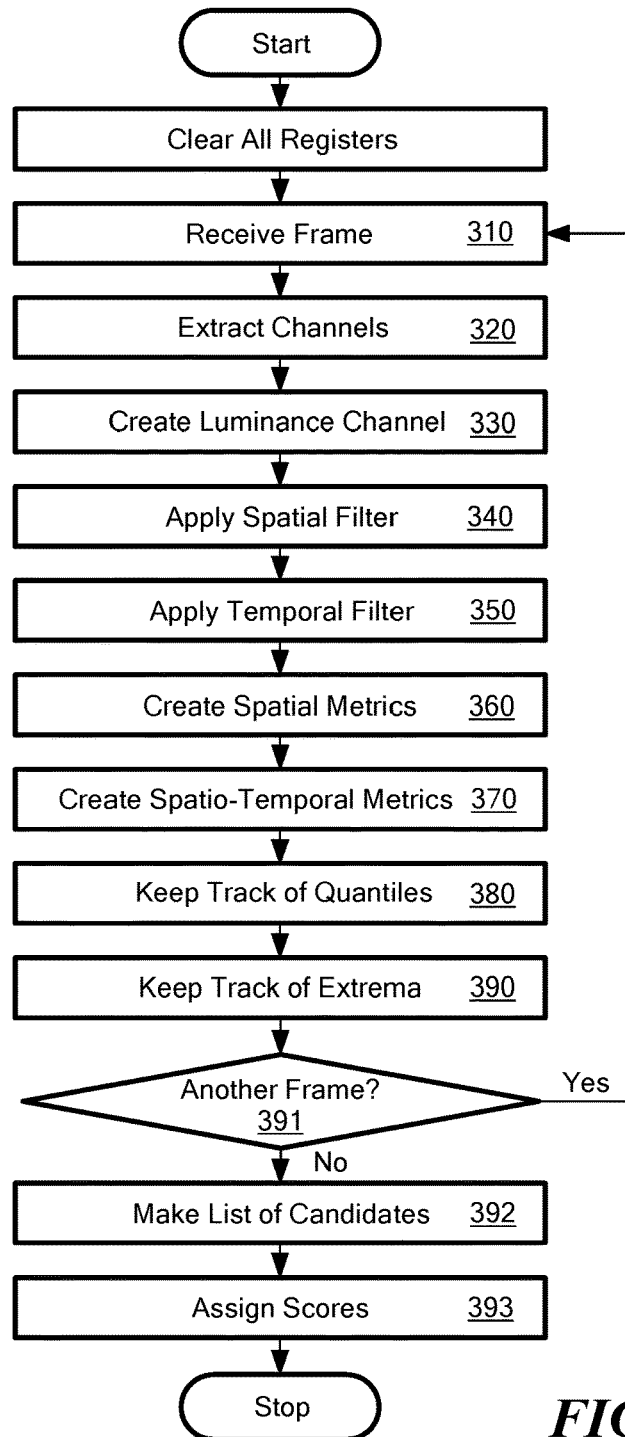 Start
Clear All Registers
Receive Frame 310
Extract Channels 320
Create Luminance Channel 330
Apply Spatial Filter 340
Apply Temporal Filter 350
Create Spatial Metrics 360
Create Spatio-Temporal Metrics 370
Keep Track of Quantiles 380
Keep Track of Extrema 390
Another Frame?
391
Yes
No
Make List of Candidates 392
Assign Scores 393
Stop